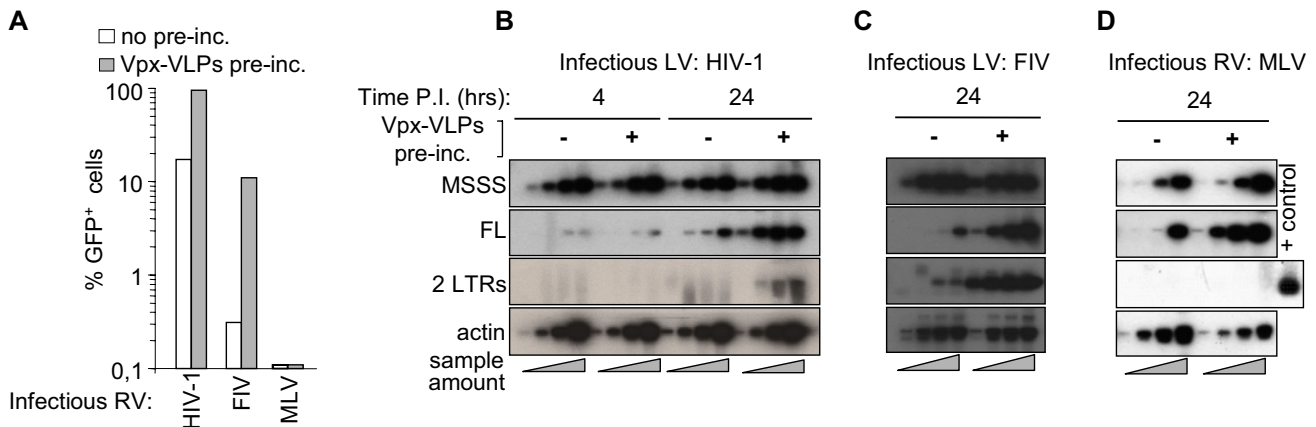 A
no pre-inc.
Vpx-VLPs pre-inc.
% GFP+ cells
100
10
1
0,1
Infectious RV:
HIV-1
FIV
MLV
B
Infectious LV: HIV-1
Time P.I. (hrs):
4
24
Vpx-VLPs
pre-inc.
- + - +
MSSS
FL
2 LTRs
actin
sample
amount
C
Infectious LV: FIV
24
- +
D
Infectious RV: MLV
24
- +
+ control